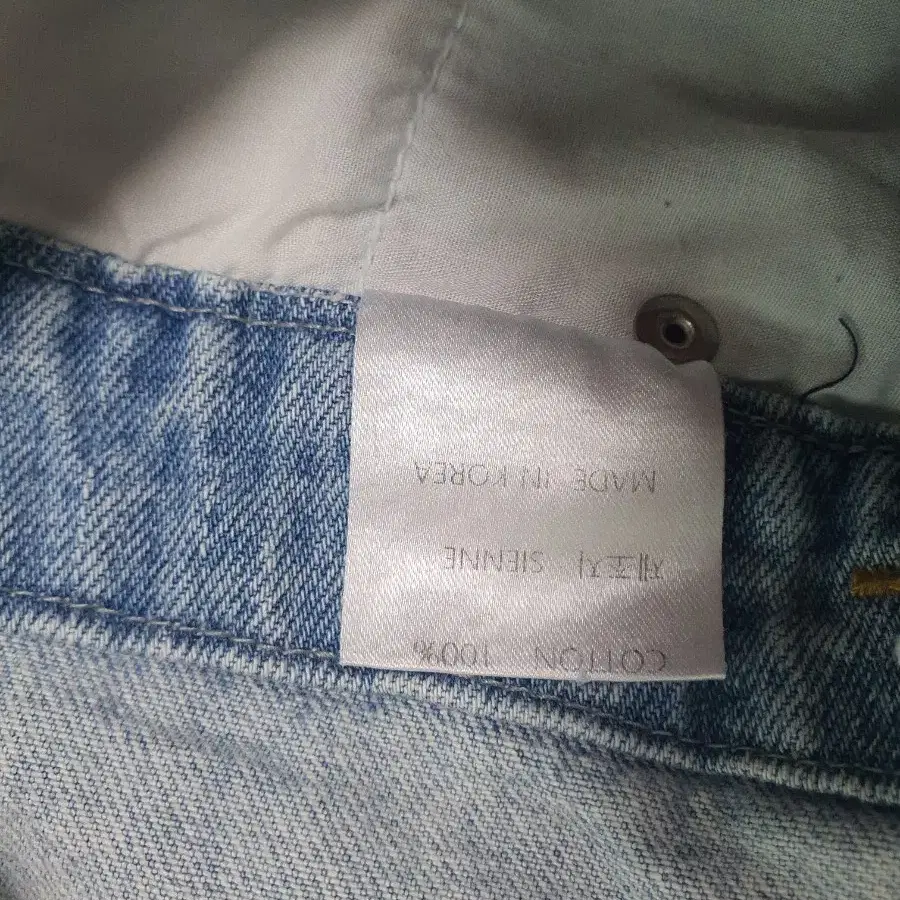 COTTON 100%
제조자 SIENNE
MADE IN KOREA